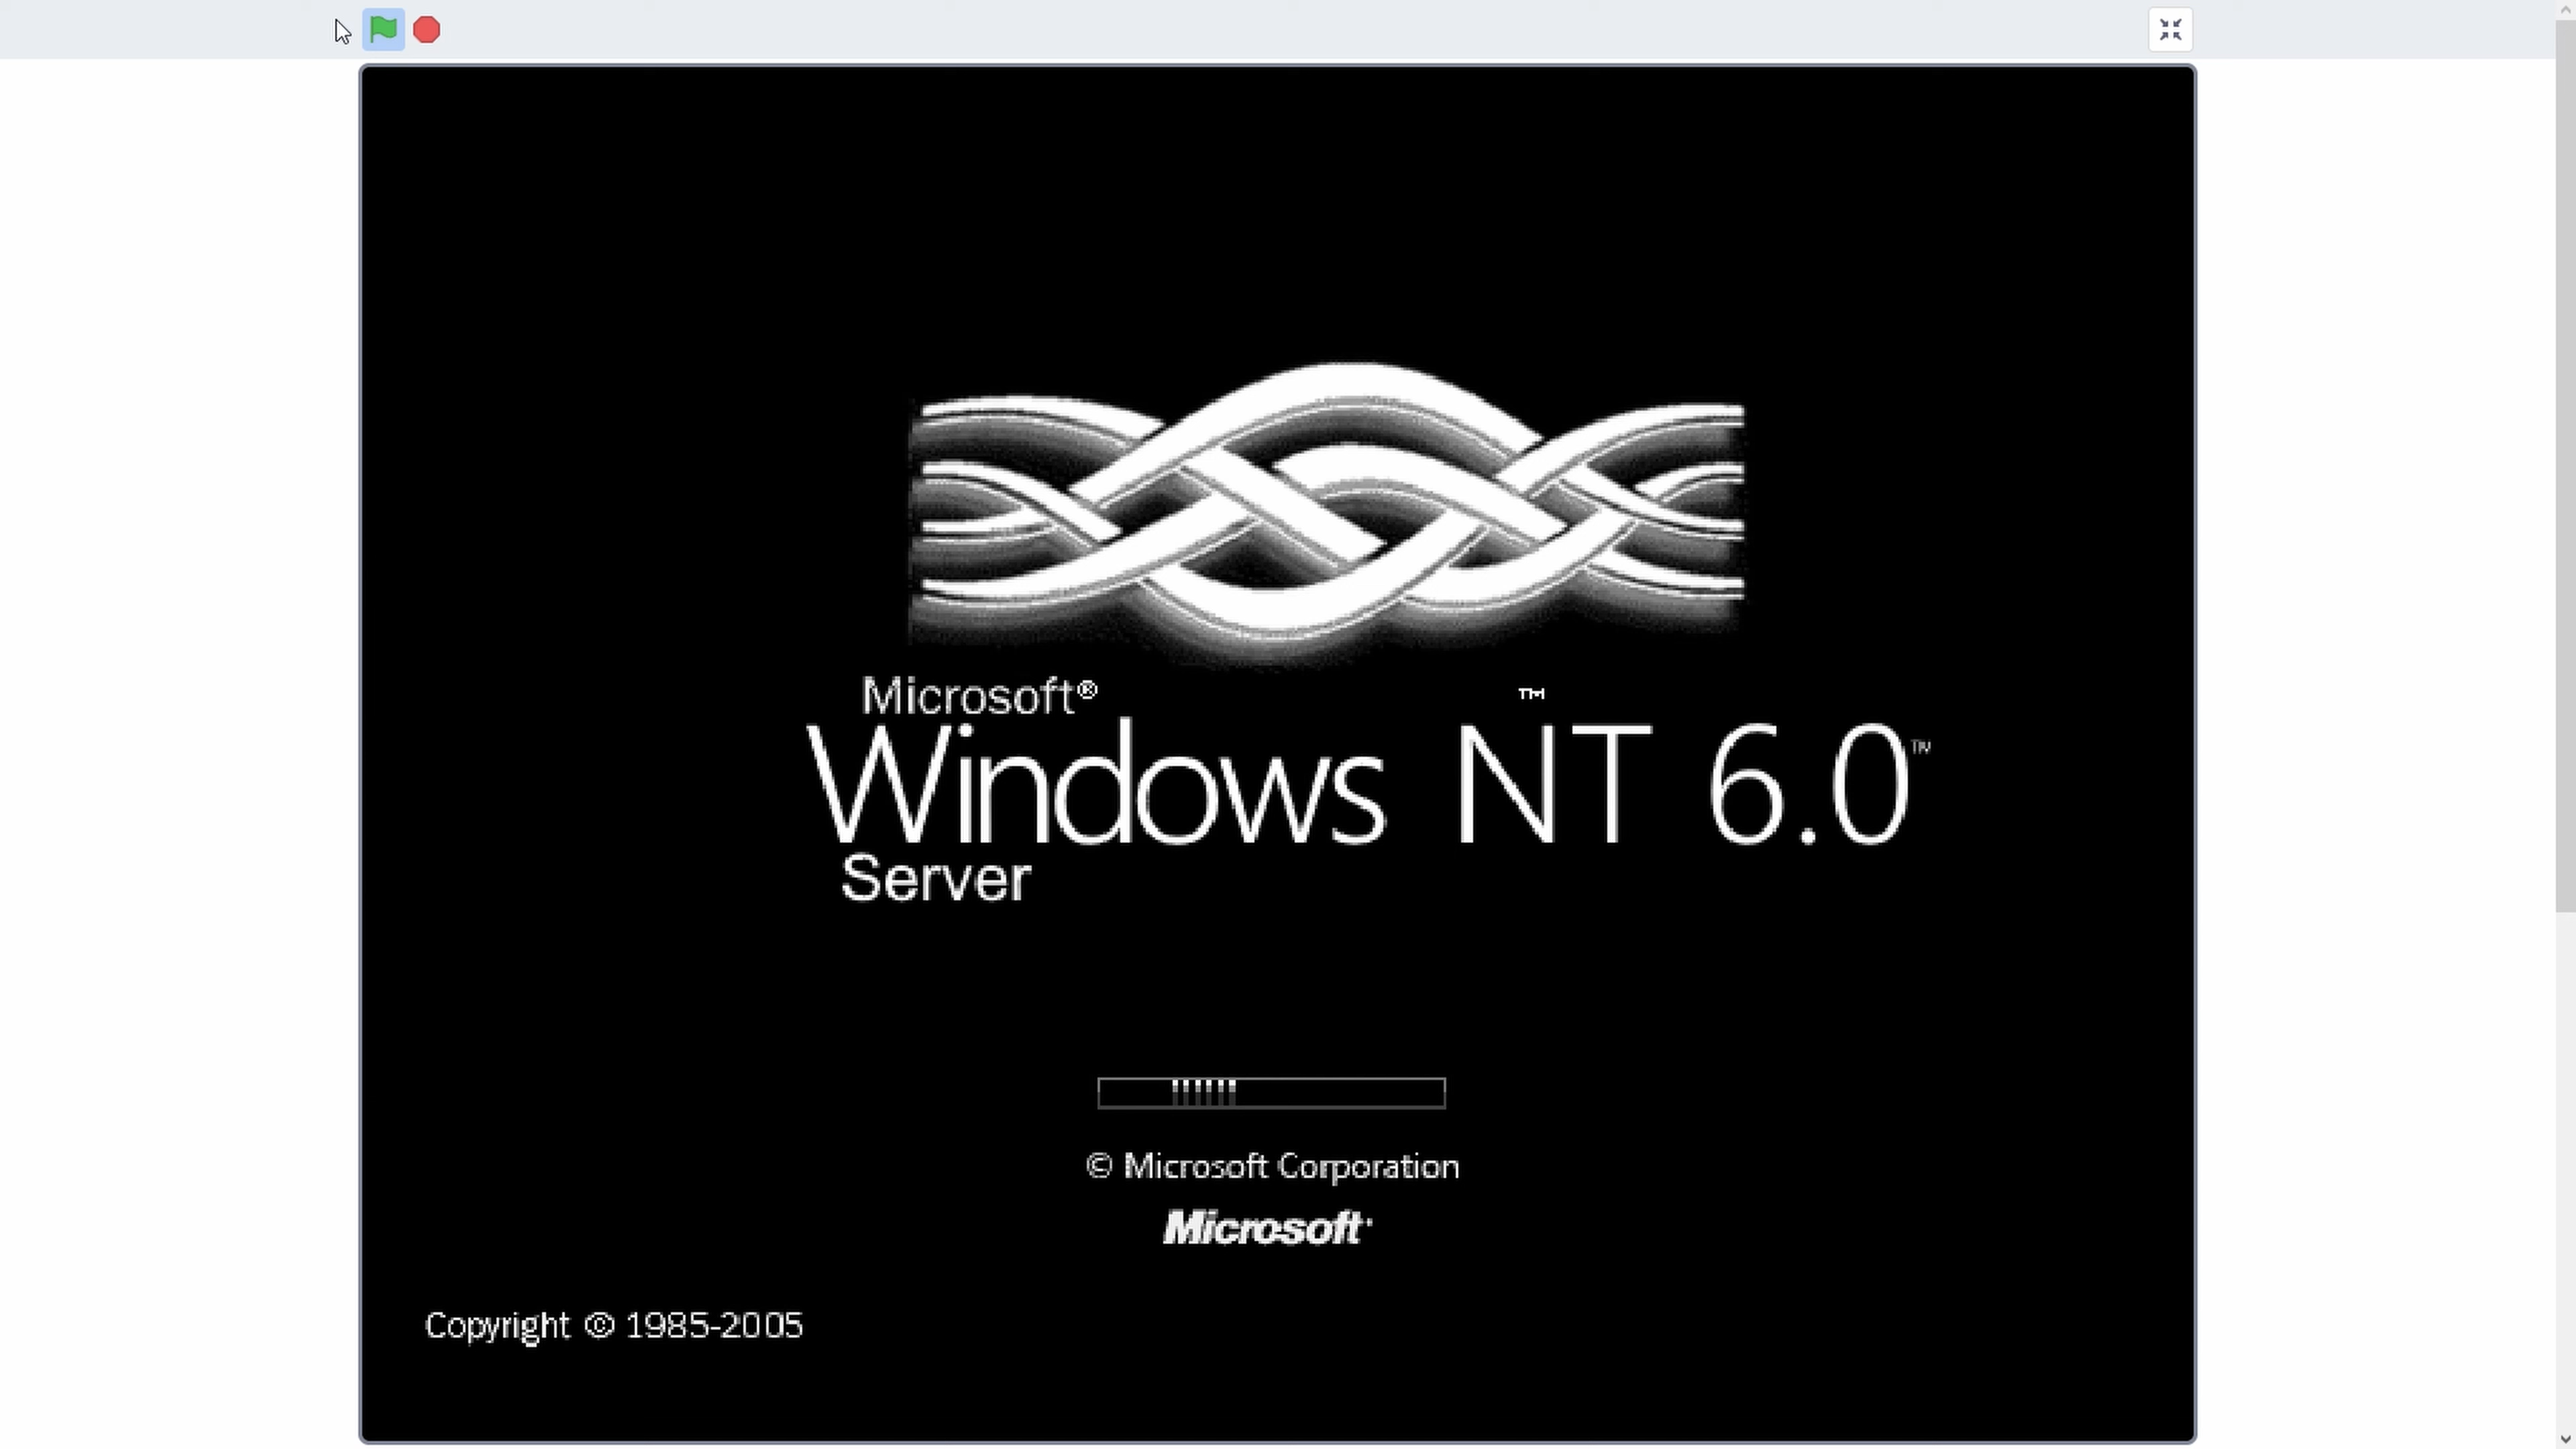 Microsoft®
™
Windows NT 6.0™
Server
© Microsoft Corporation
Microsoft
Copyright © 1985-2005